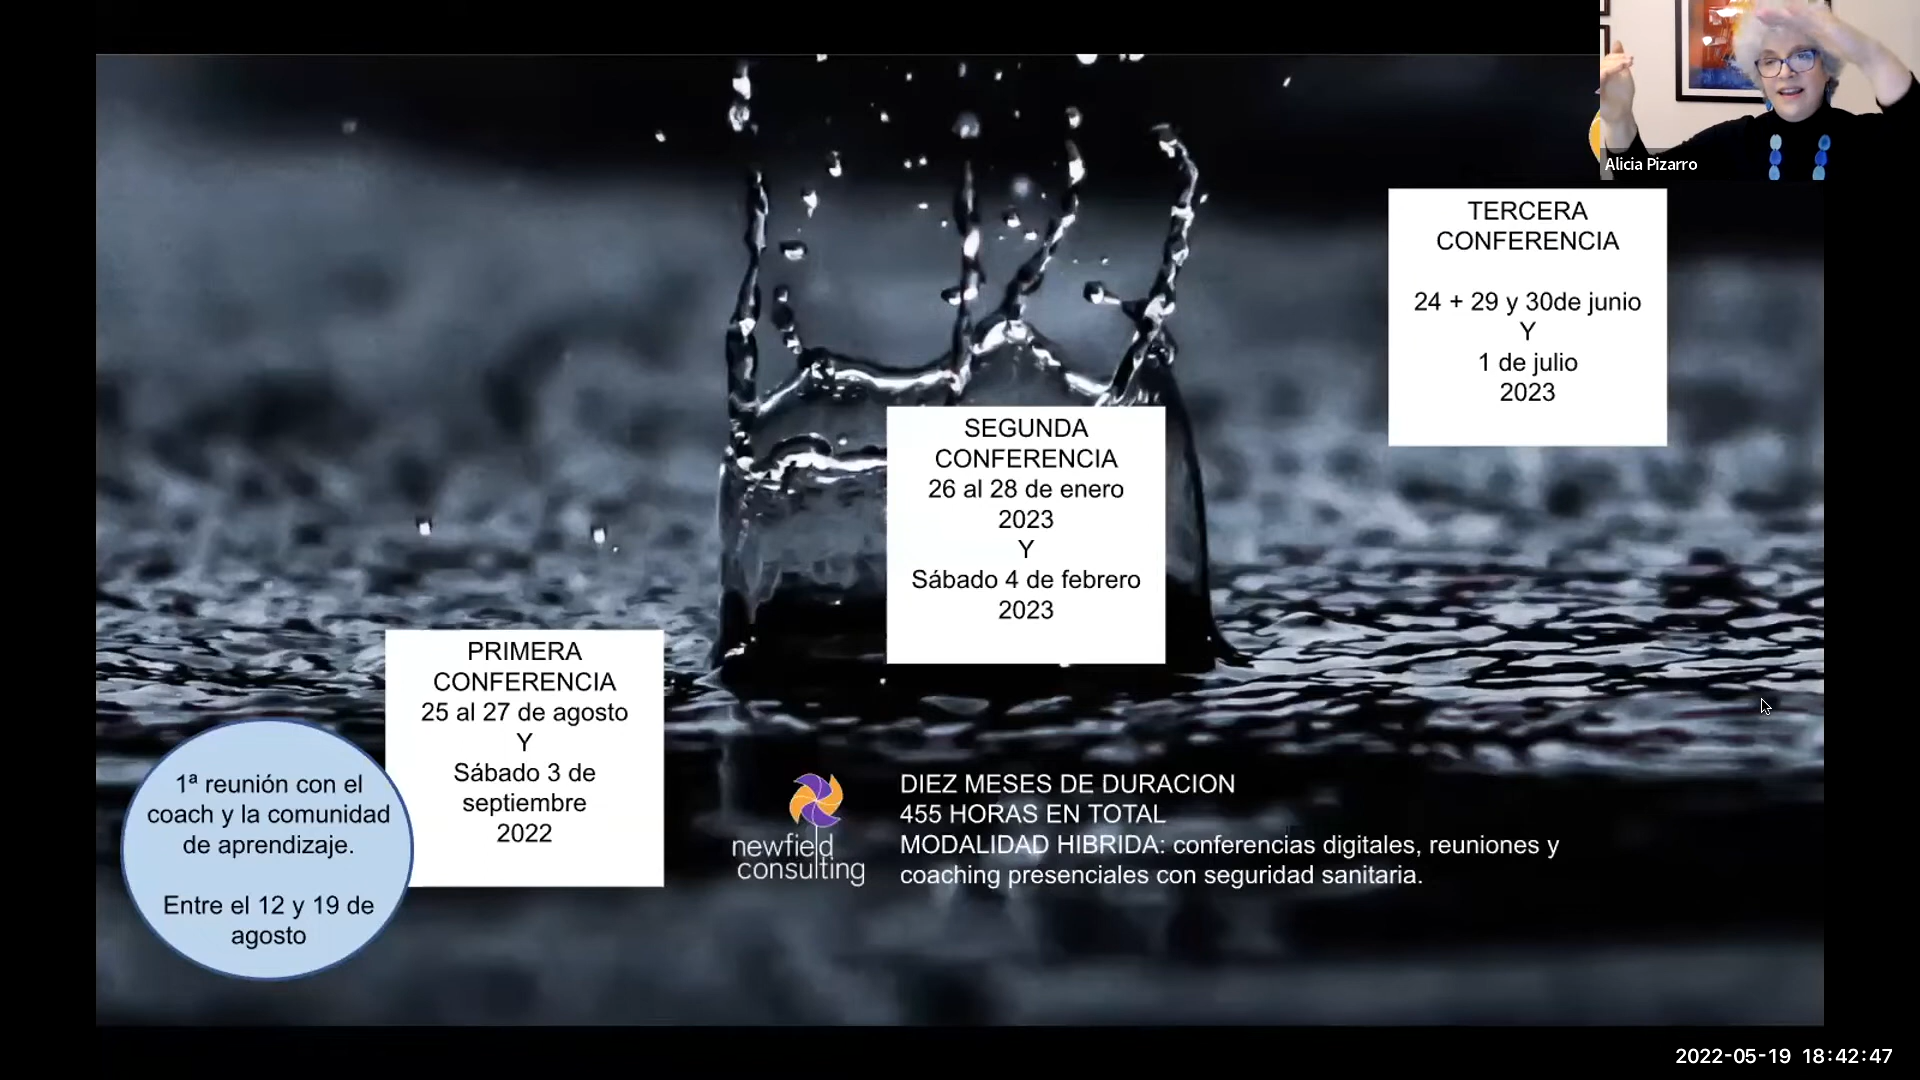 Alicia Pizarro
TERCERA
CONFERENCIA
24 + 29 y 30de junio
Y
1 de julio
2023
SEGUNDA
CONFERENCIA
26 al 28 de enero
2023
Y
Sábado 4 de febrero
2023
PRIMERA
CONFERENCIA
25 al 27 de agosto
Y
Sábado 3 de
septiembre
2022
1ª reunión con el
coach y la comunidad
de aprendizaje.
Entre el 12 y 19 de
agosto
newfield
consulting
DIEZ MESES DE DURACION
455 HORAS EN TOTAL
MODALIDAD HIBRIDA: conferencias digitales, reuniones y
coaching presenciales con seguridad sanitaria.
2022-05-19 18:42:47